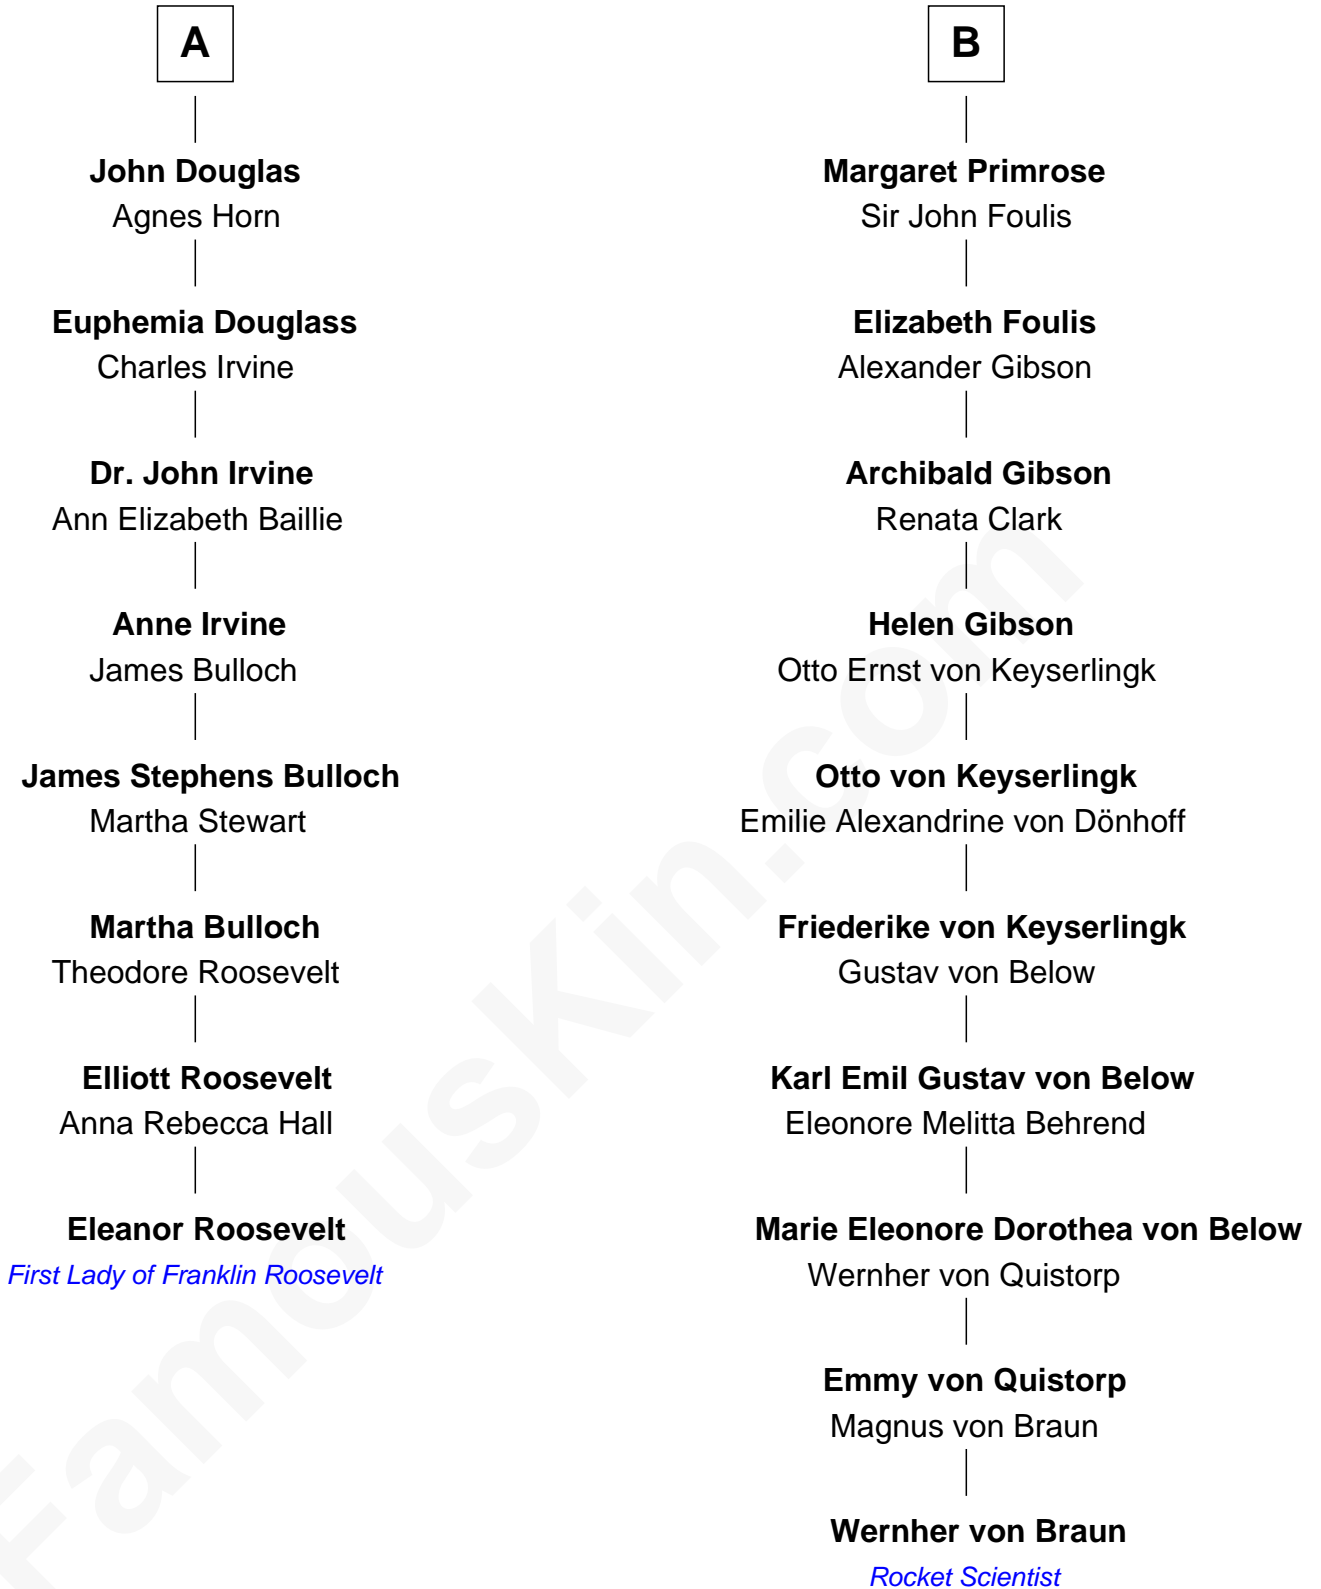 A
John Douglas
Agnes Horn
Euphemia Douglass
Charles Irvine
Dr. John Irvine
Ann Elizabeth Baillie
Anne Irvine
James Bulloch
James Stephens Bulloch
Martha Stewart
Martha Bulloch
Theodore Roosevelt
Elliott Roosevelt
Anna Rebecca Hall
Eleanor Roosevelt
First Lady of Franklin Roosevelt
B
Margaret Primrose
Sir John Foulis
Elizabeth Foulis
Alexander Gibson
Archibald Gibson
Renata Clark
Helen Gibson
Otto Ernst von Keyserlingk
Otto von Keyserlingk
Emilie Alexandrine von Dönhoff
Friederike von Keyserlingk
Gustav von Below
Karl Emil Gustav von Below
Eleonore Melitta Behrend
Marie Eleonore Dorothea von Below
Wernher von Quistorp
Emmy von Quistorp
Magnus von Braun
Wernher von Braun
Rocket Scientist
FamousKin.com